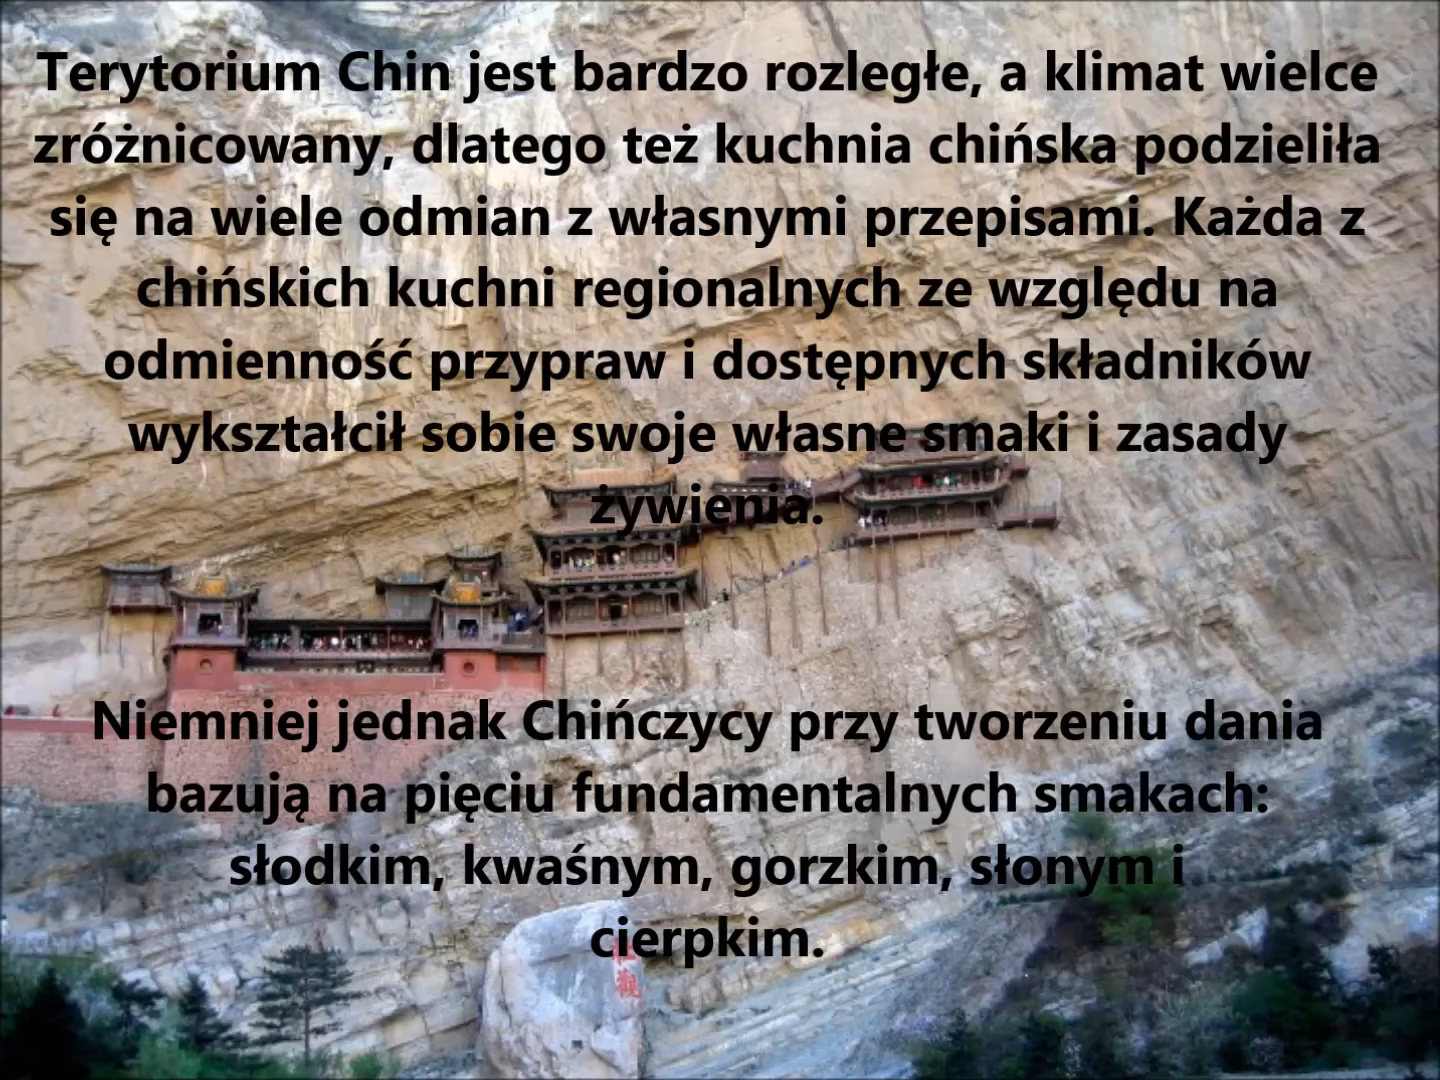 Terytorium Chin jest bardzo rozległe, a klimat wielce
zróżnicowany, dlatego też kuchnia chińska podzieliła
się na wiele odmian z własnymi przepisami. Każda z
chińskich kuchni regionalnych ze względu na
odmienność przypraw i dostępnych składników
wykształcił sobie swoje własne smaki i zasady
żywienia.
Niemniej jednak Chińczycy przy tworzeniu dania
bazują na pięciu fundamentalnych smakach:
słodkim, kwaśnym, gorzkim, słonym i
cierpkim.
觀